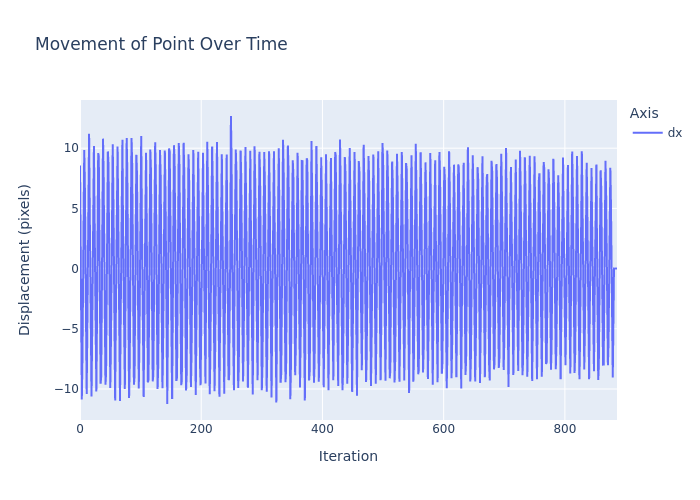 Movement of Point Over Time
Axis
dx
10
5
0
−5
−10
Displacement (pixels)
0
200
400
600
800
Iteration